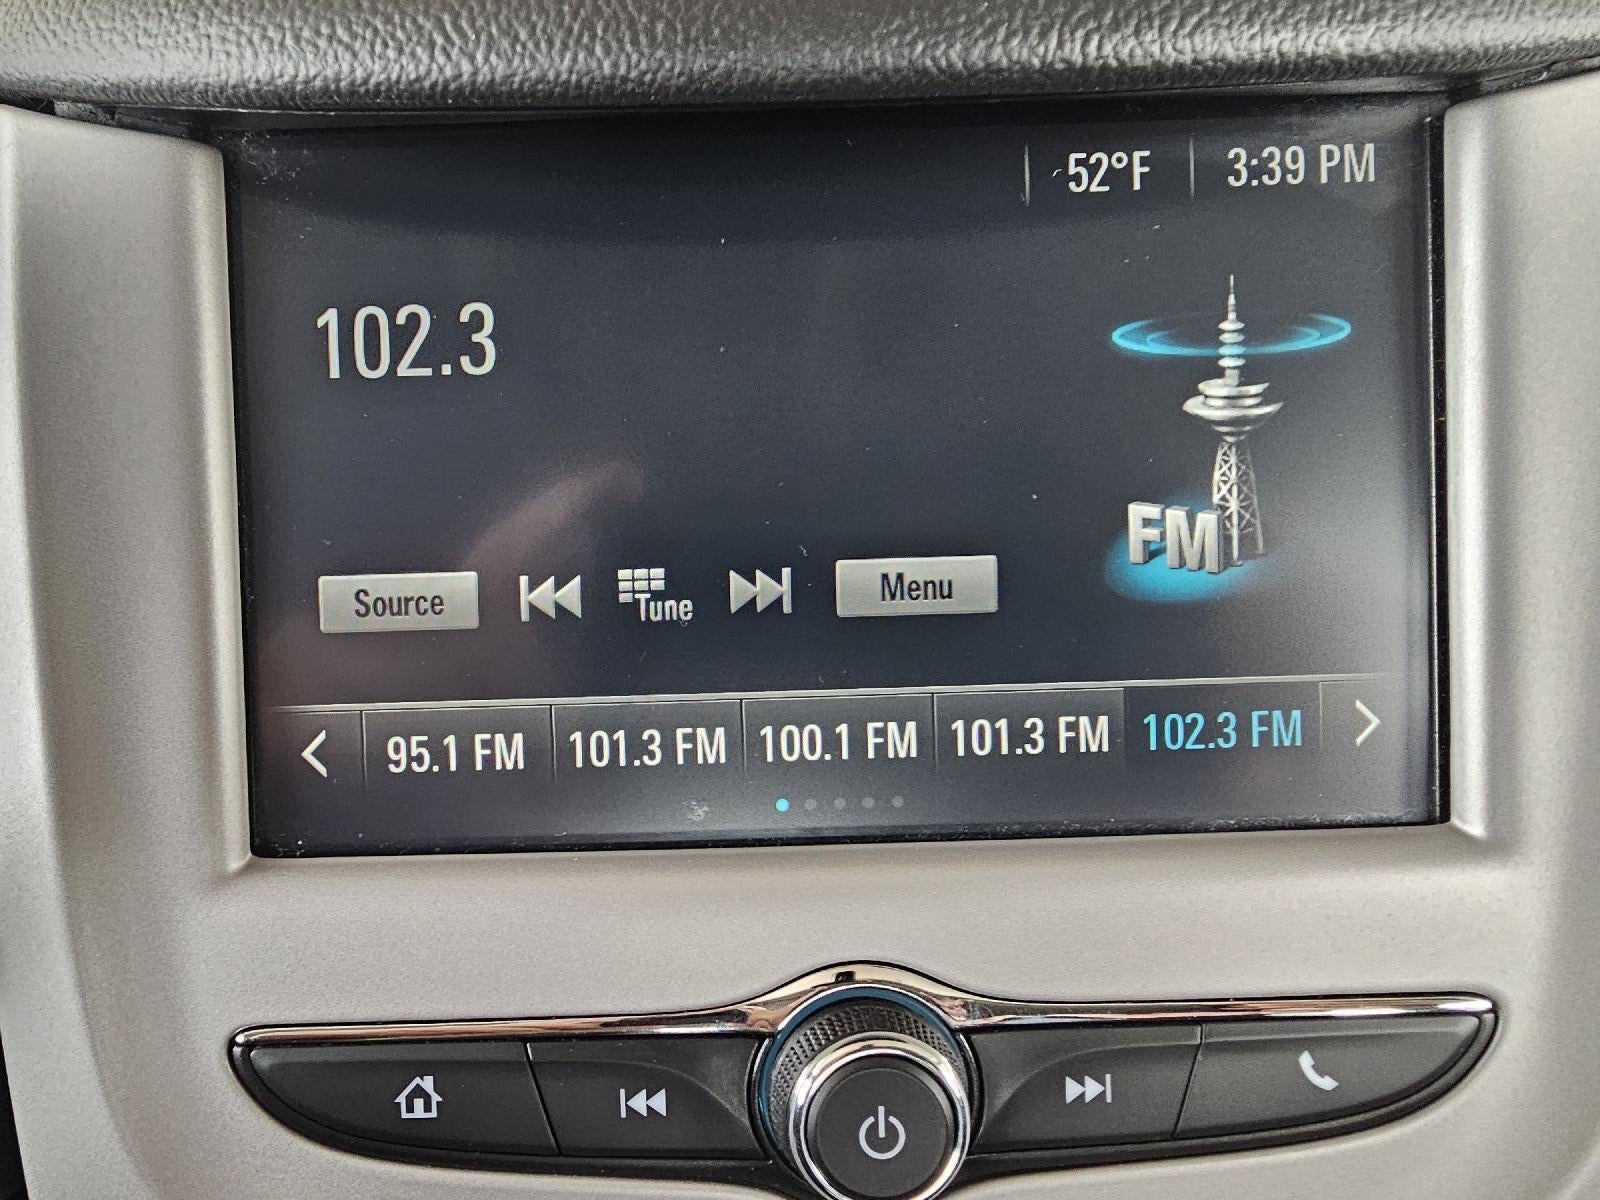 52°F 3:39 PM
102.3
FM
Source Tune Menu
95.1 FM 101.3 FM 100.1 FM 101.3 FM 102.3 FM